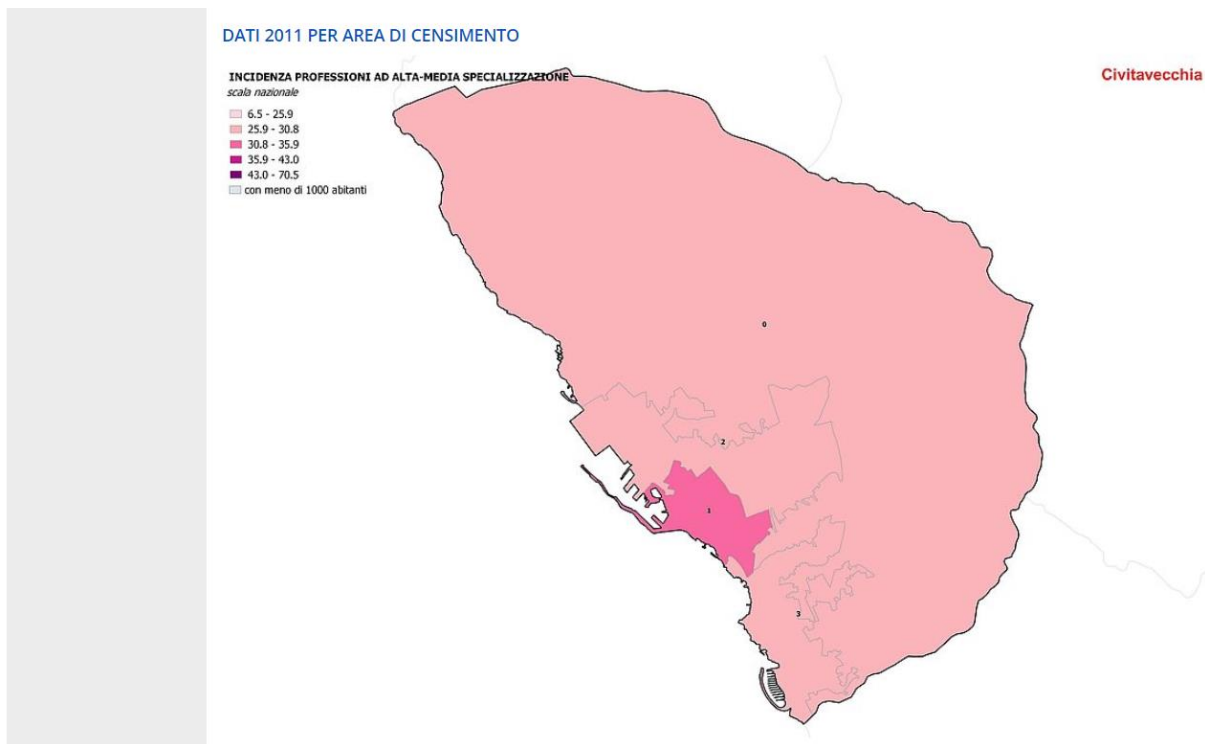 DATI 2011 PER AREA DI CENSIMENTO
INCIDENZA PROFESSIONI AD ALTA-MEDIA SPECIALIZZAZIONE
Civitavecchia
scala nazionale
6.5 - 25.9
25.9 - 30.8
30.8 - 35.9
35.9 - 43.0
43.0 - 70.5
con meno di 1000 abitanti
0
2
1
3